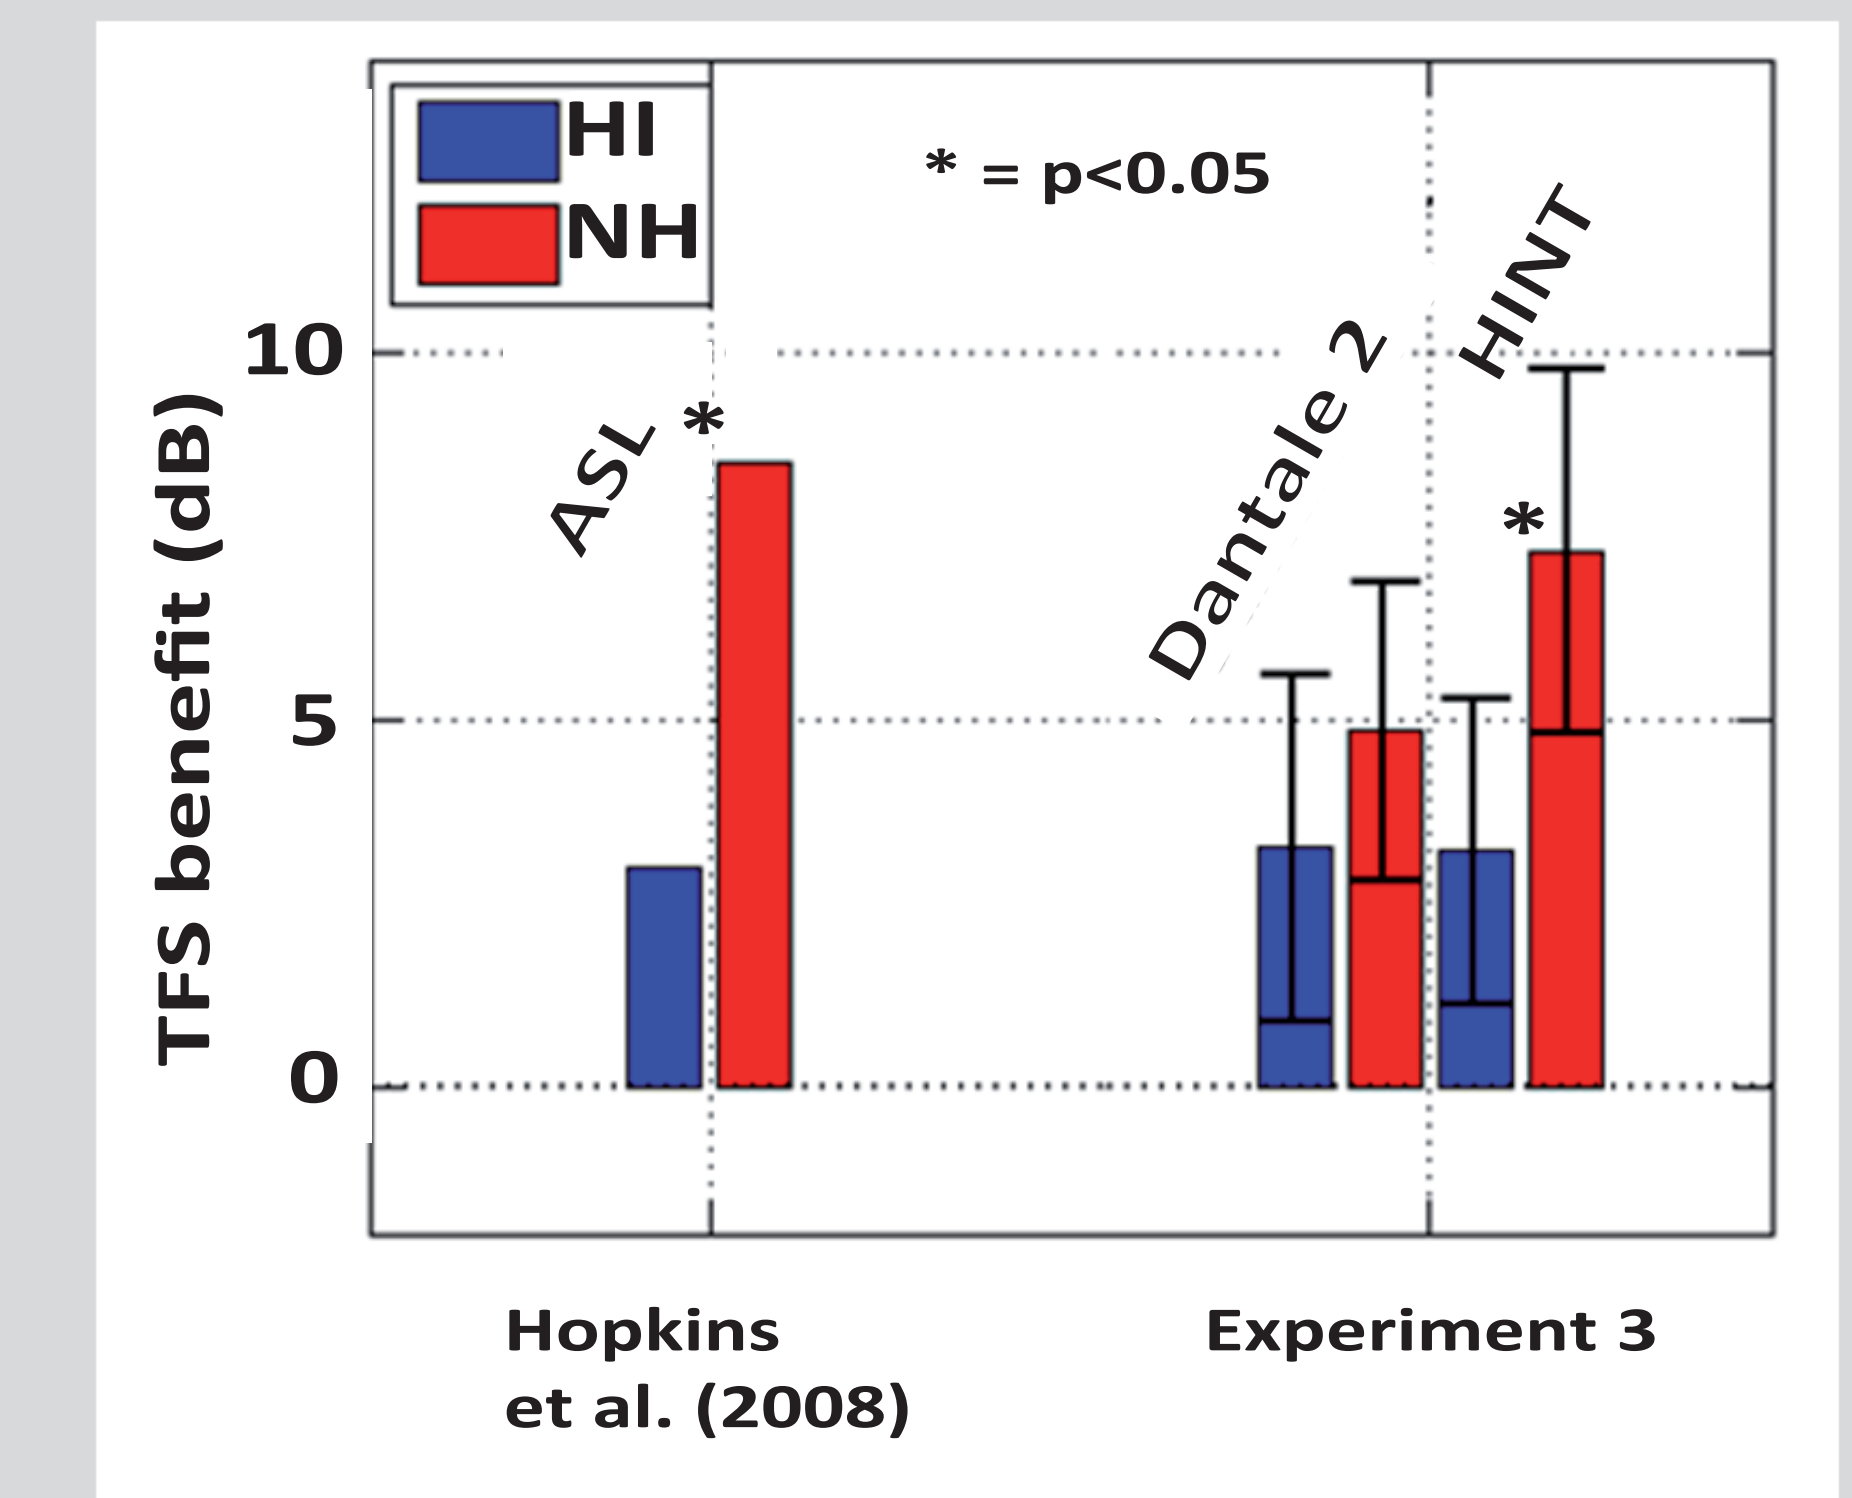 HI
NH
* = p<0.05
HINT
Dantale 2
ASL
*
*
10
5
0
TFS benefit (dB)
Hopkins
et al. (2008)
Experiment 3